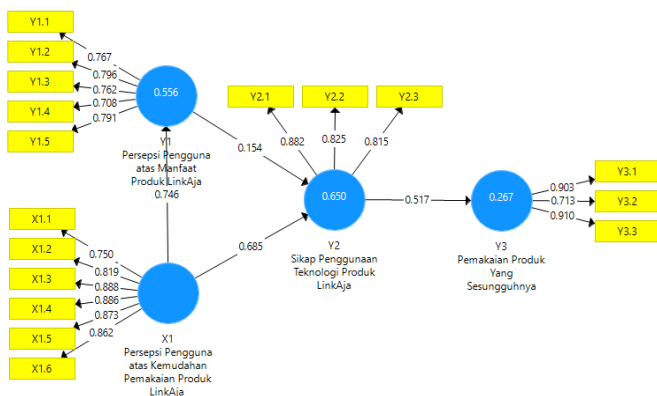 Y1.1
Y1.2
Y1.3
Y1.4
Y1.5
0.767
0.796
0.762
0.708
0.791
0.556
Y1
Persepsi Pengguna
atas Manfaat
Produk LinkAja
0.746
0.154
Y2.1
Y2.2
Y2.3
0.882
0.825
0.815
0.650
Y2
Sikap Penggunaan
Teknologi Produk
LinkAja
0.517
0.267
Y3
Pemakaian Produk
Yang
Sesungguhnya
0.903
0.713
0.910
Y3.1
Y3.2
Y3.3
0.685
X1.1
X1.2
X1.3
X1.4
X1.5
X1.6
0.750
0.819
0.888
0.886
0.873
0.862
X1
Persepsi Pengguna
atas Kemudahan
Pemakaian Produk
LinkAja